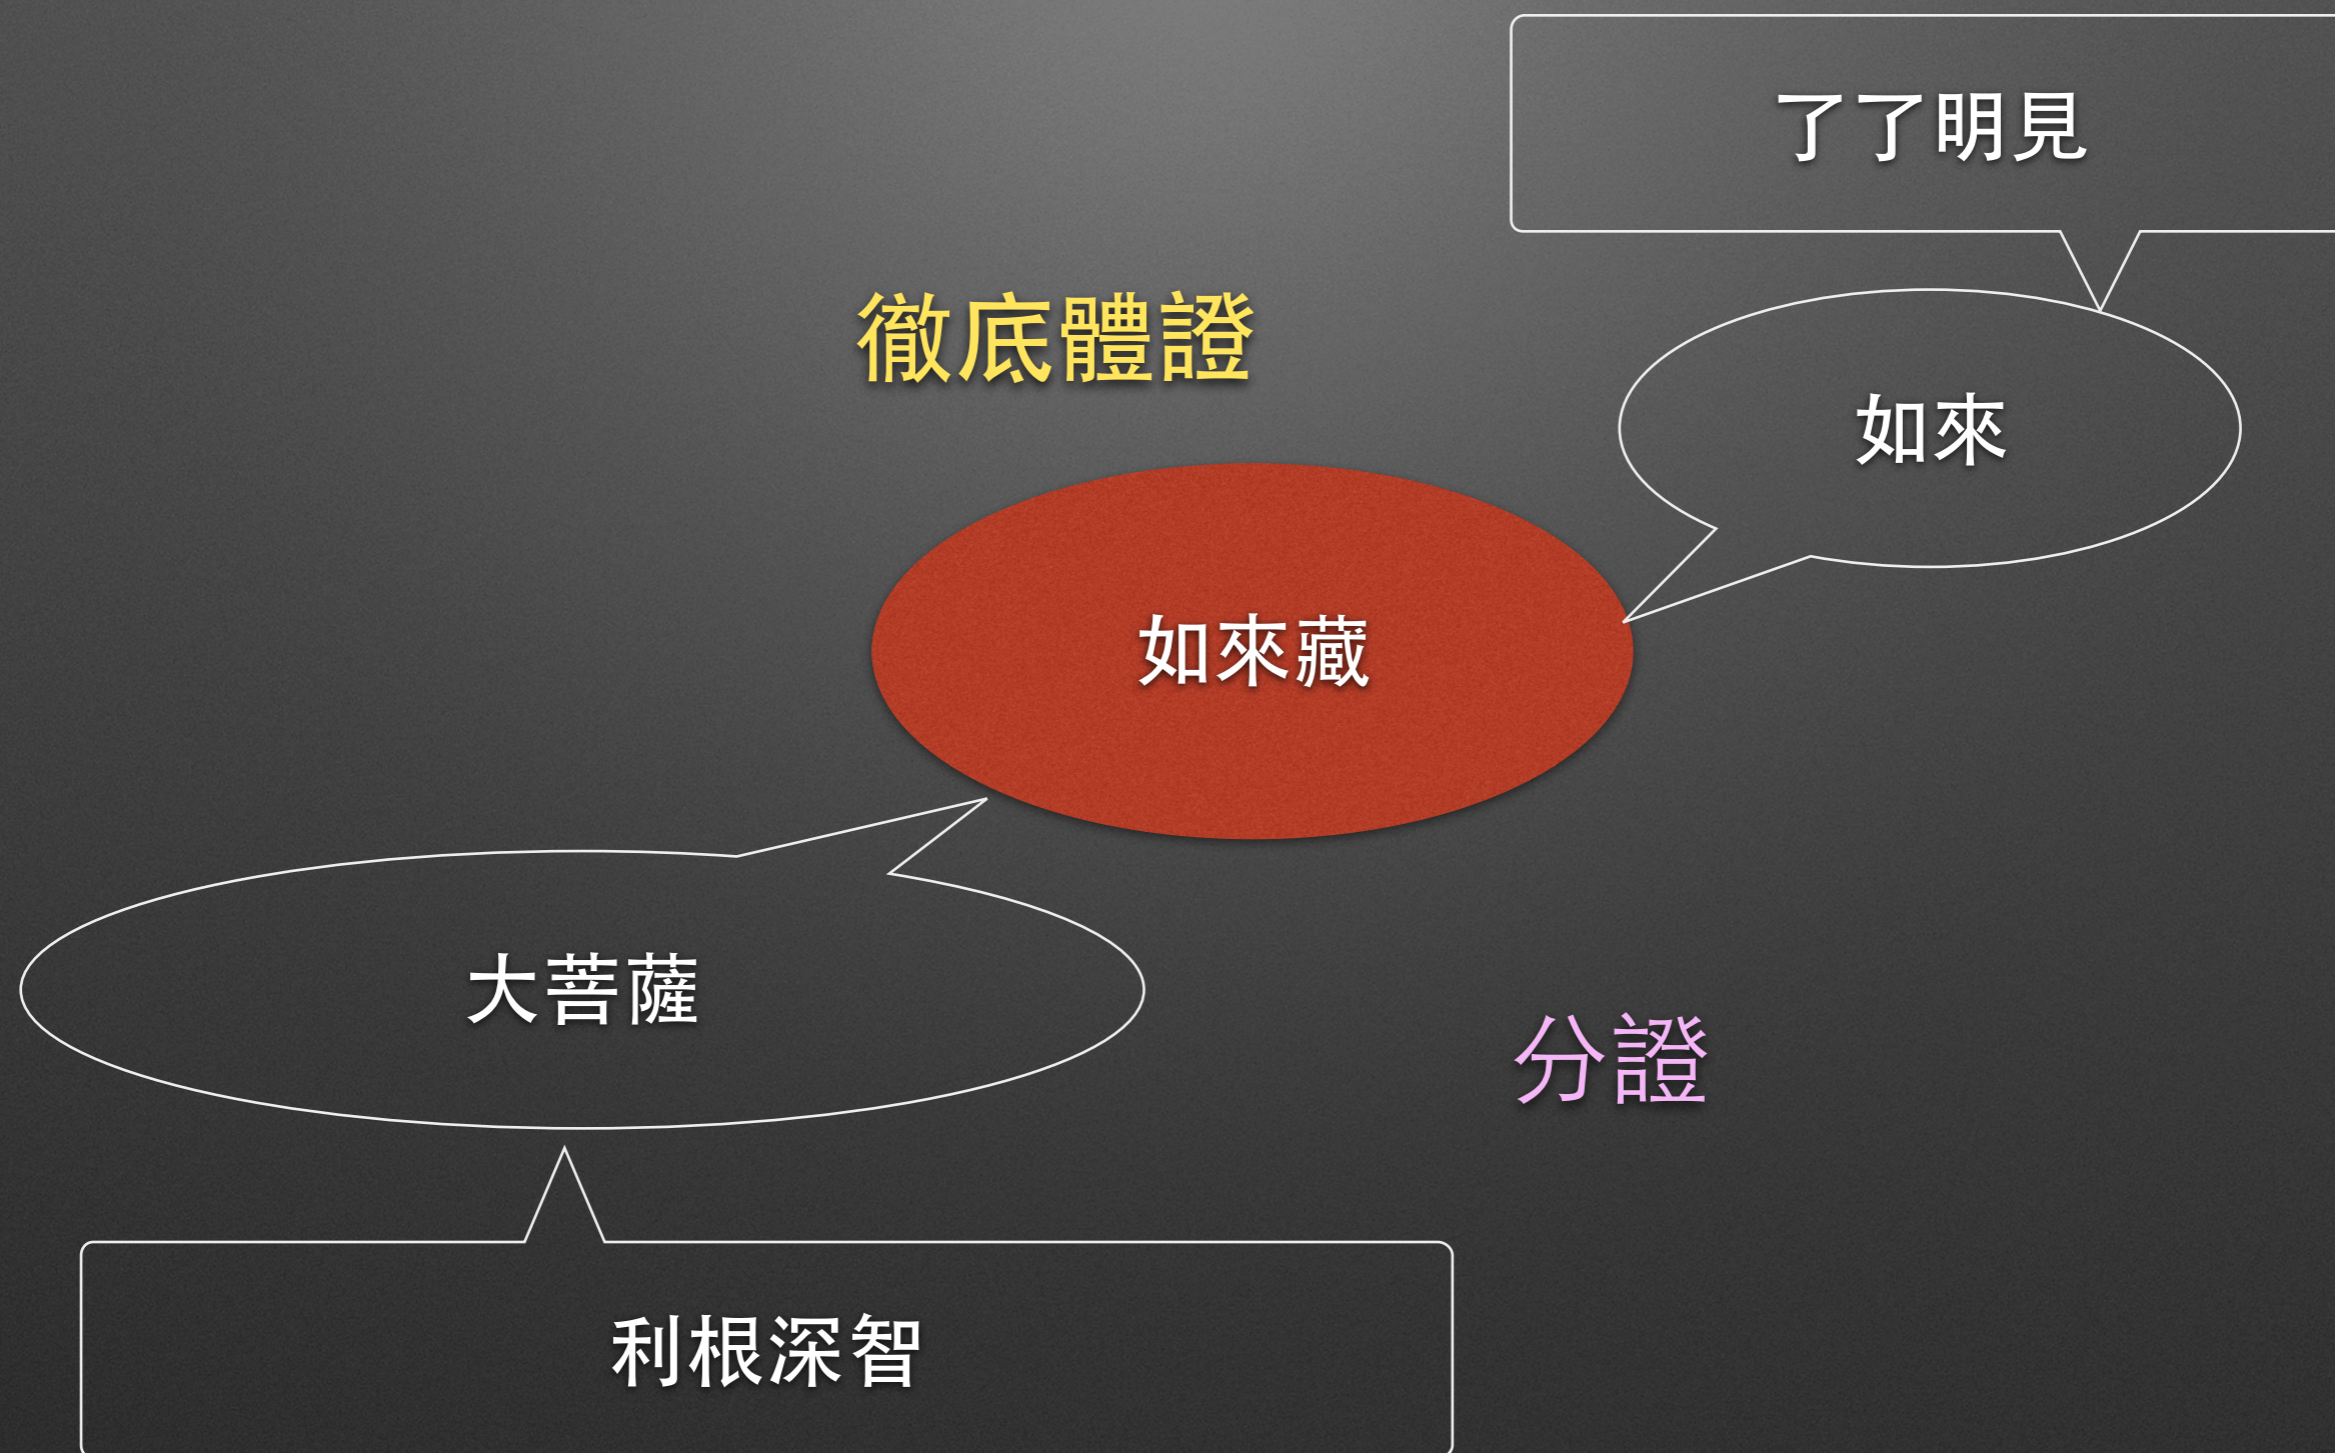 了了明見
徹底體證
如來
如來藏
大菩薩
分證
利根深智